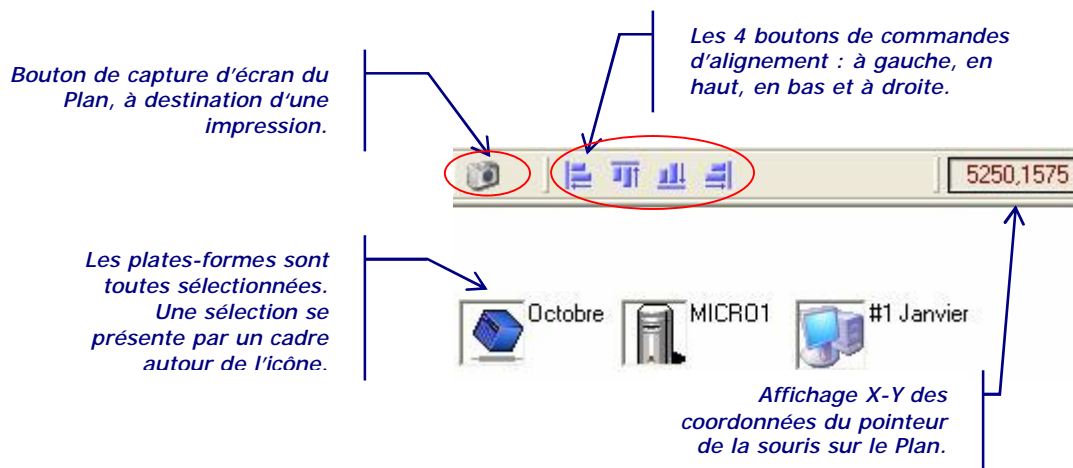 Bouton de capture d'écran du
Plan, à destination d'une
impression.
Les 4 boutons de commandes
d'alignement : à gauche, en
haut, en bas et à droite.
5250,1575
Les plates-formes sont
toutes sélectionnées.
Une sélection se
présente par un cadre
autour de l'icône.
Octobre
MICRO1
#1 Janvier
Affichage X-Y des
coordonnées du pointeur
de la souris sur le Plan.